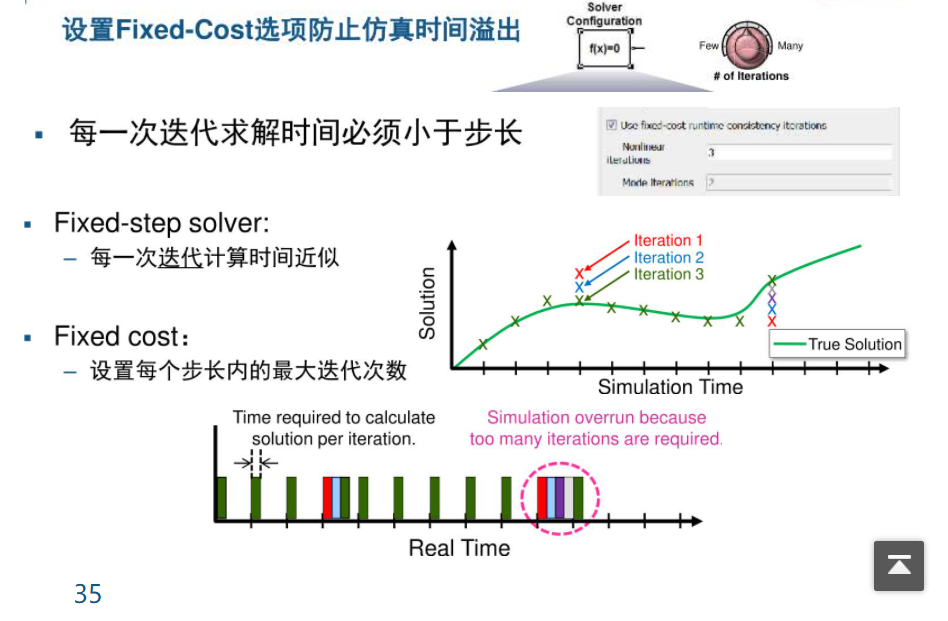 设置Fixed-Cost选项防止仿真时间溢出
Solver
Configuration
f(x)=0
Few
Many
# of Iterations
每一次迭代求解时间必须小于步长
Use fixed-cost runtime consistency iterations
Nonlinear
iterations
3
Mode iterations
2
Fixed-step solver:
– 每一次迭代计算时间近似
Fixed cost：
– 设置每个步长内的最大迭代次数
Iteration 1
Iteration 2
Iteration 3
Solution
True Solution
Simulation Time
Time required to calculate
solution per iteration.
Simulation overrun because
too many iterations are required.
Real Time
35